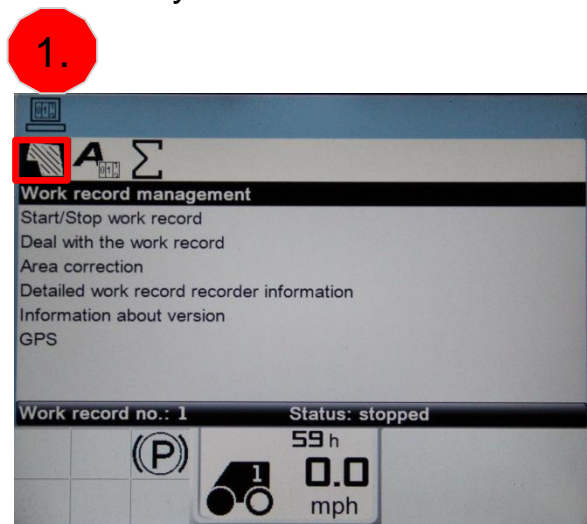 1.
A
Work record management
Start/Stop work record
Deal with the work record
Area correction
Detailed work record recorder information
Information about version
GPS
Work record no.: 1 Status: stopped
59 h
(P)
1
0.0
mph